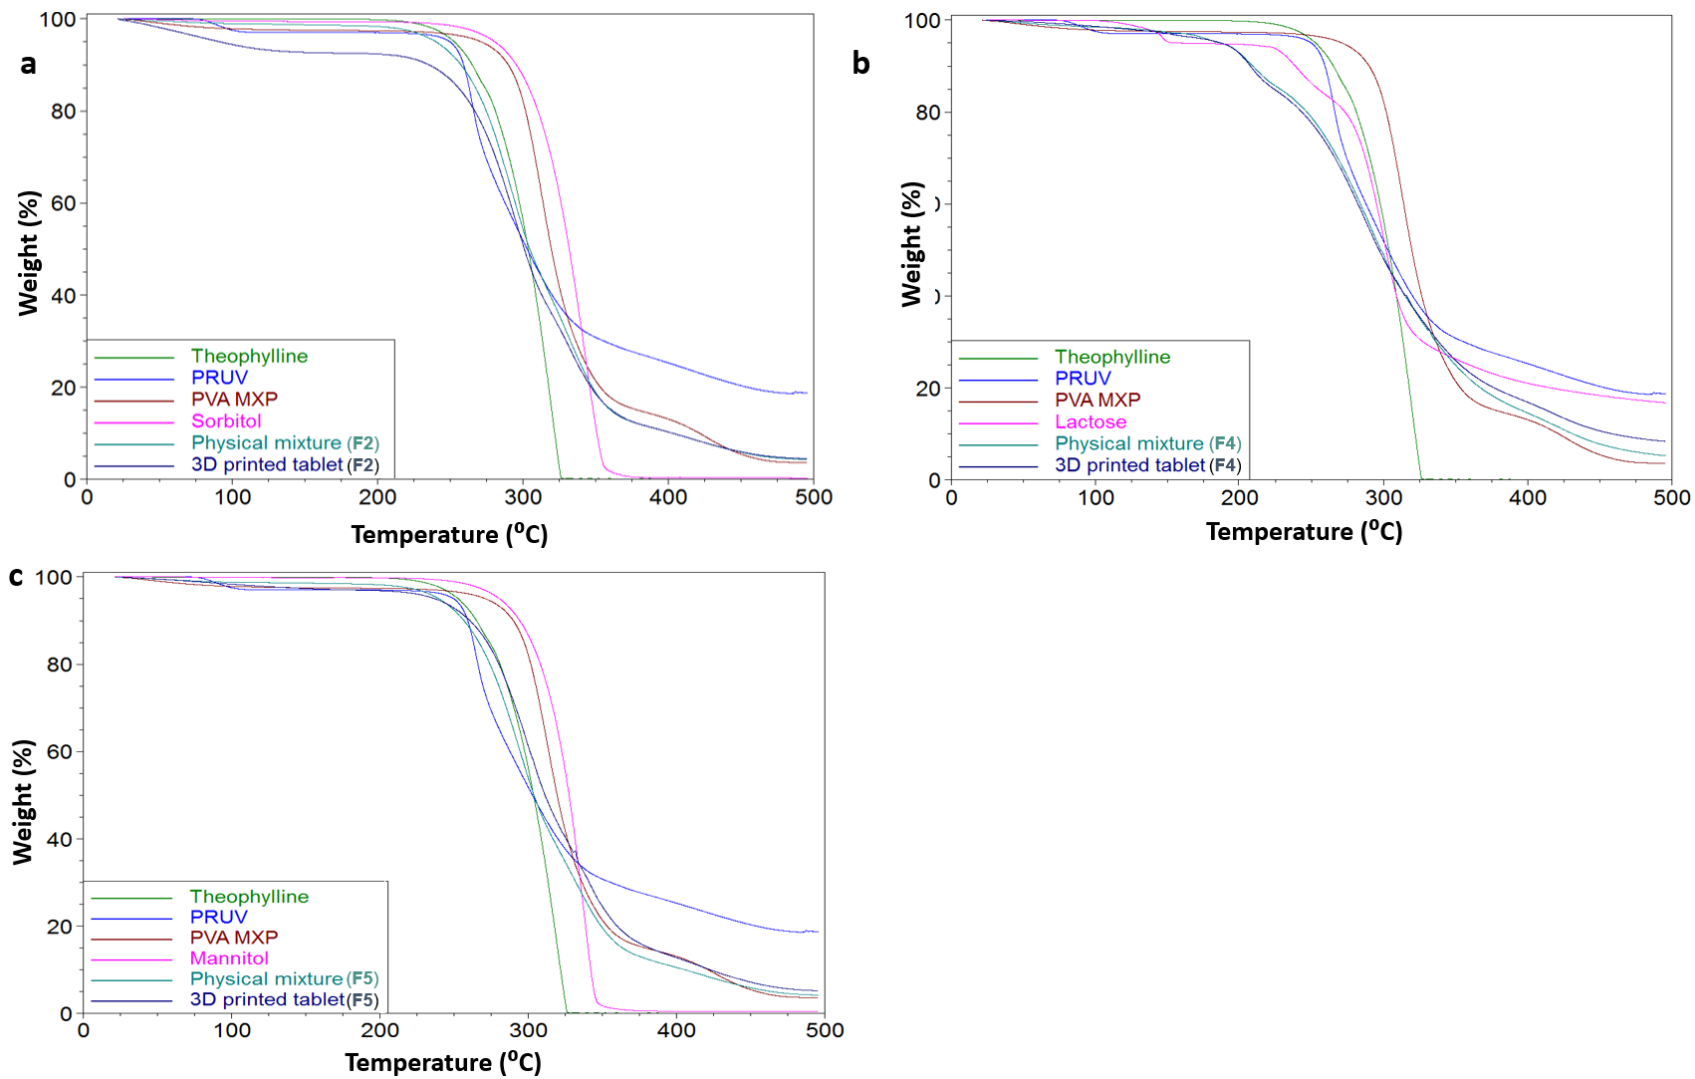 a
100
80
60
40
20
0
Weight (%)
Theophylline
PRUV
PVA MXP
Sorbitol
Physical mixture (F2)
3D printed tablet (F2)
0 100 200 300 400 500
Temperature (⁰C)
b
100
80
20
0
Weight (%)
Theophylline
PRUV
PVA MXP
Lactose
Physical mixture (F4)
3D printed tablet (F4)
0 100 200 300 400 500
Temperature (⁰C)
c
100
80
60
40
20
0
Weight (%)
Theophylline
PRUV
PVA MXP
Mannitol
Physical mixture (F5)
3D printed tablet (F5)
0 100 200 300 400 500
Temperature (⁰C)